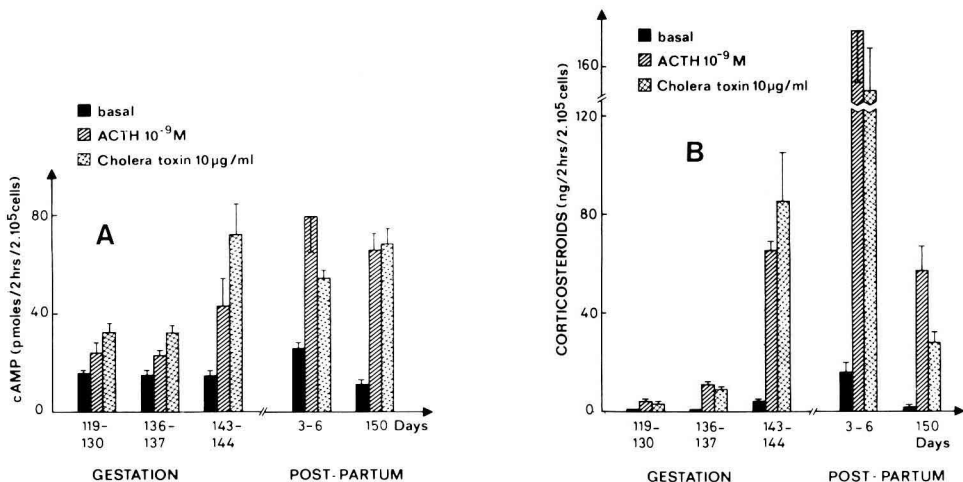 basal
ACTH 10⁻⁹M
Cholera toxin 10µg/ml
A
cAMP (pmoles/2hrs/2.10⁵cells)
80
40
0
119-
130
136-
137
143-
144
3-6
150 Days
GESTATION
POST-PARTUM
basal
ACTH 10⁻⁹M
Cholera toxin 10µg/ml
B
CORTICOSTEROIDS (ng/2hrs/2.10⁵cells)
160
120
80
40
0
119-
130
136-
137
143-
144
3-6
150
Days
GESTATION
POST-PARTUM